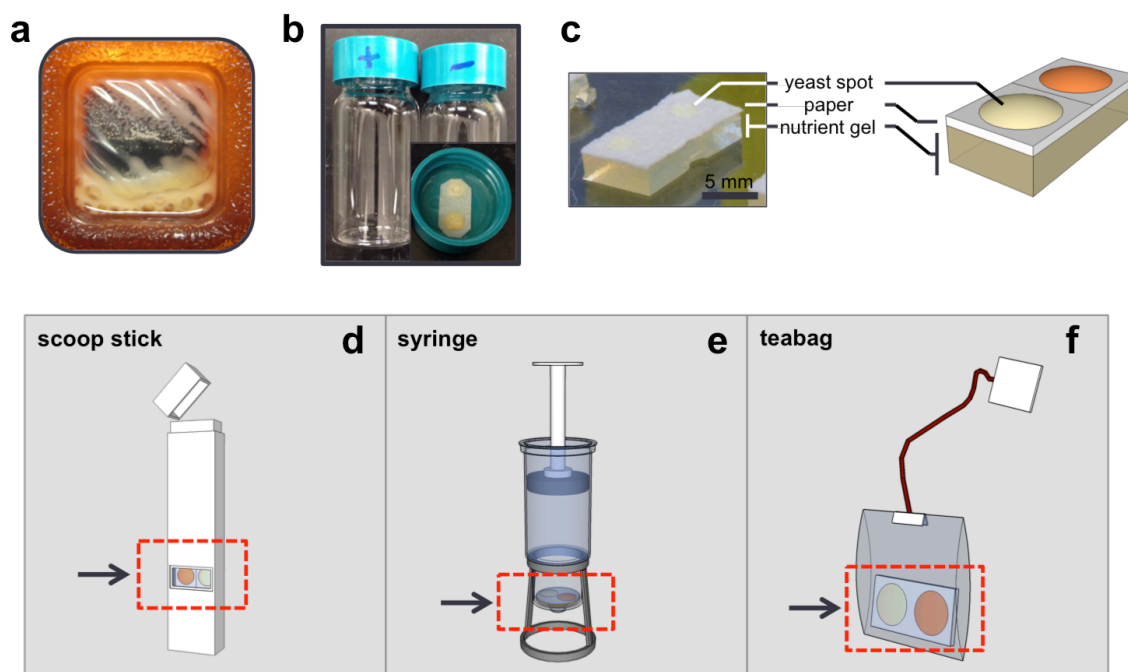 a
b
c
+
-
yeast spot
paper
nutrient gel
5 mm
scoop stick
d
syringe
e
teabag
f